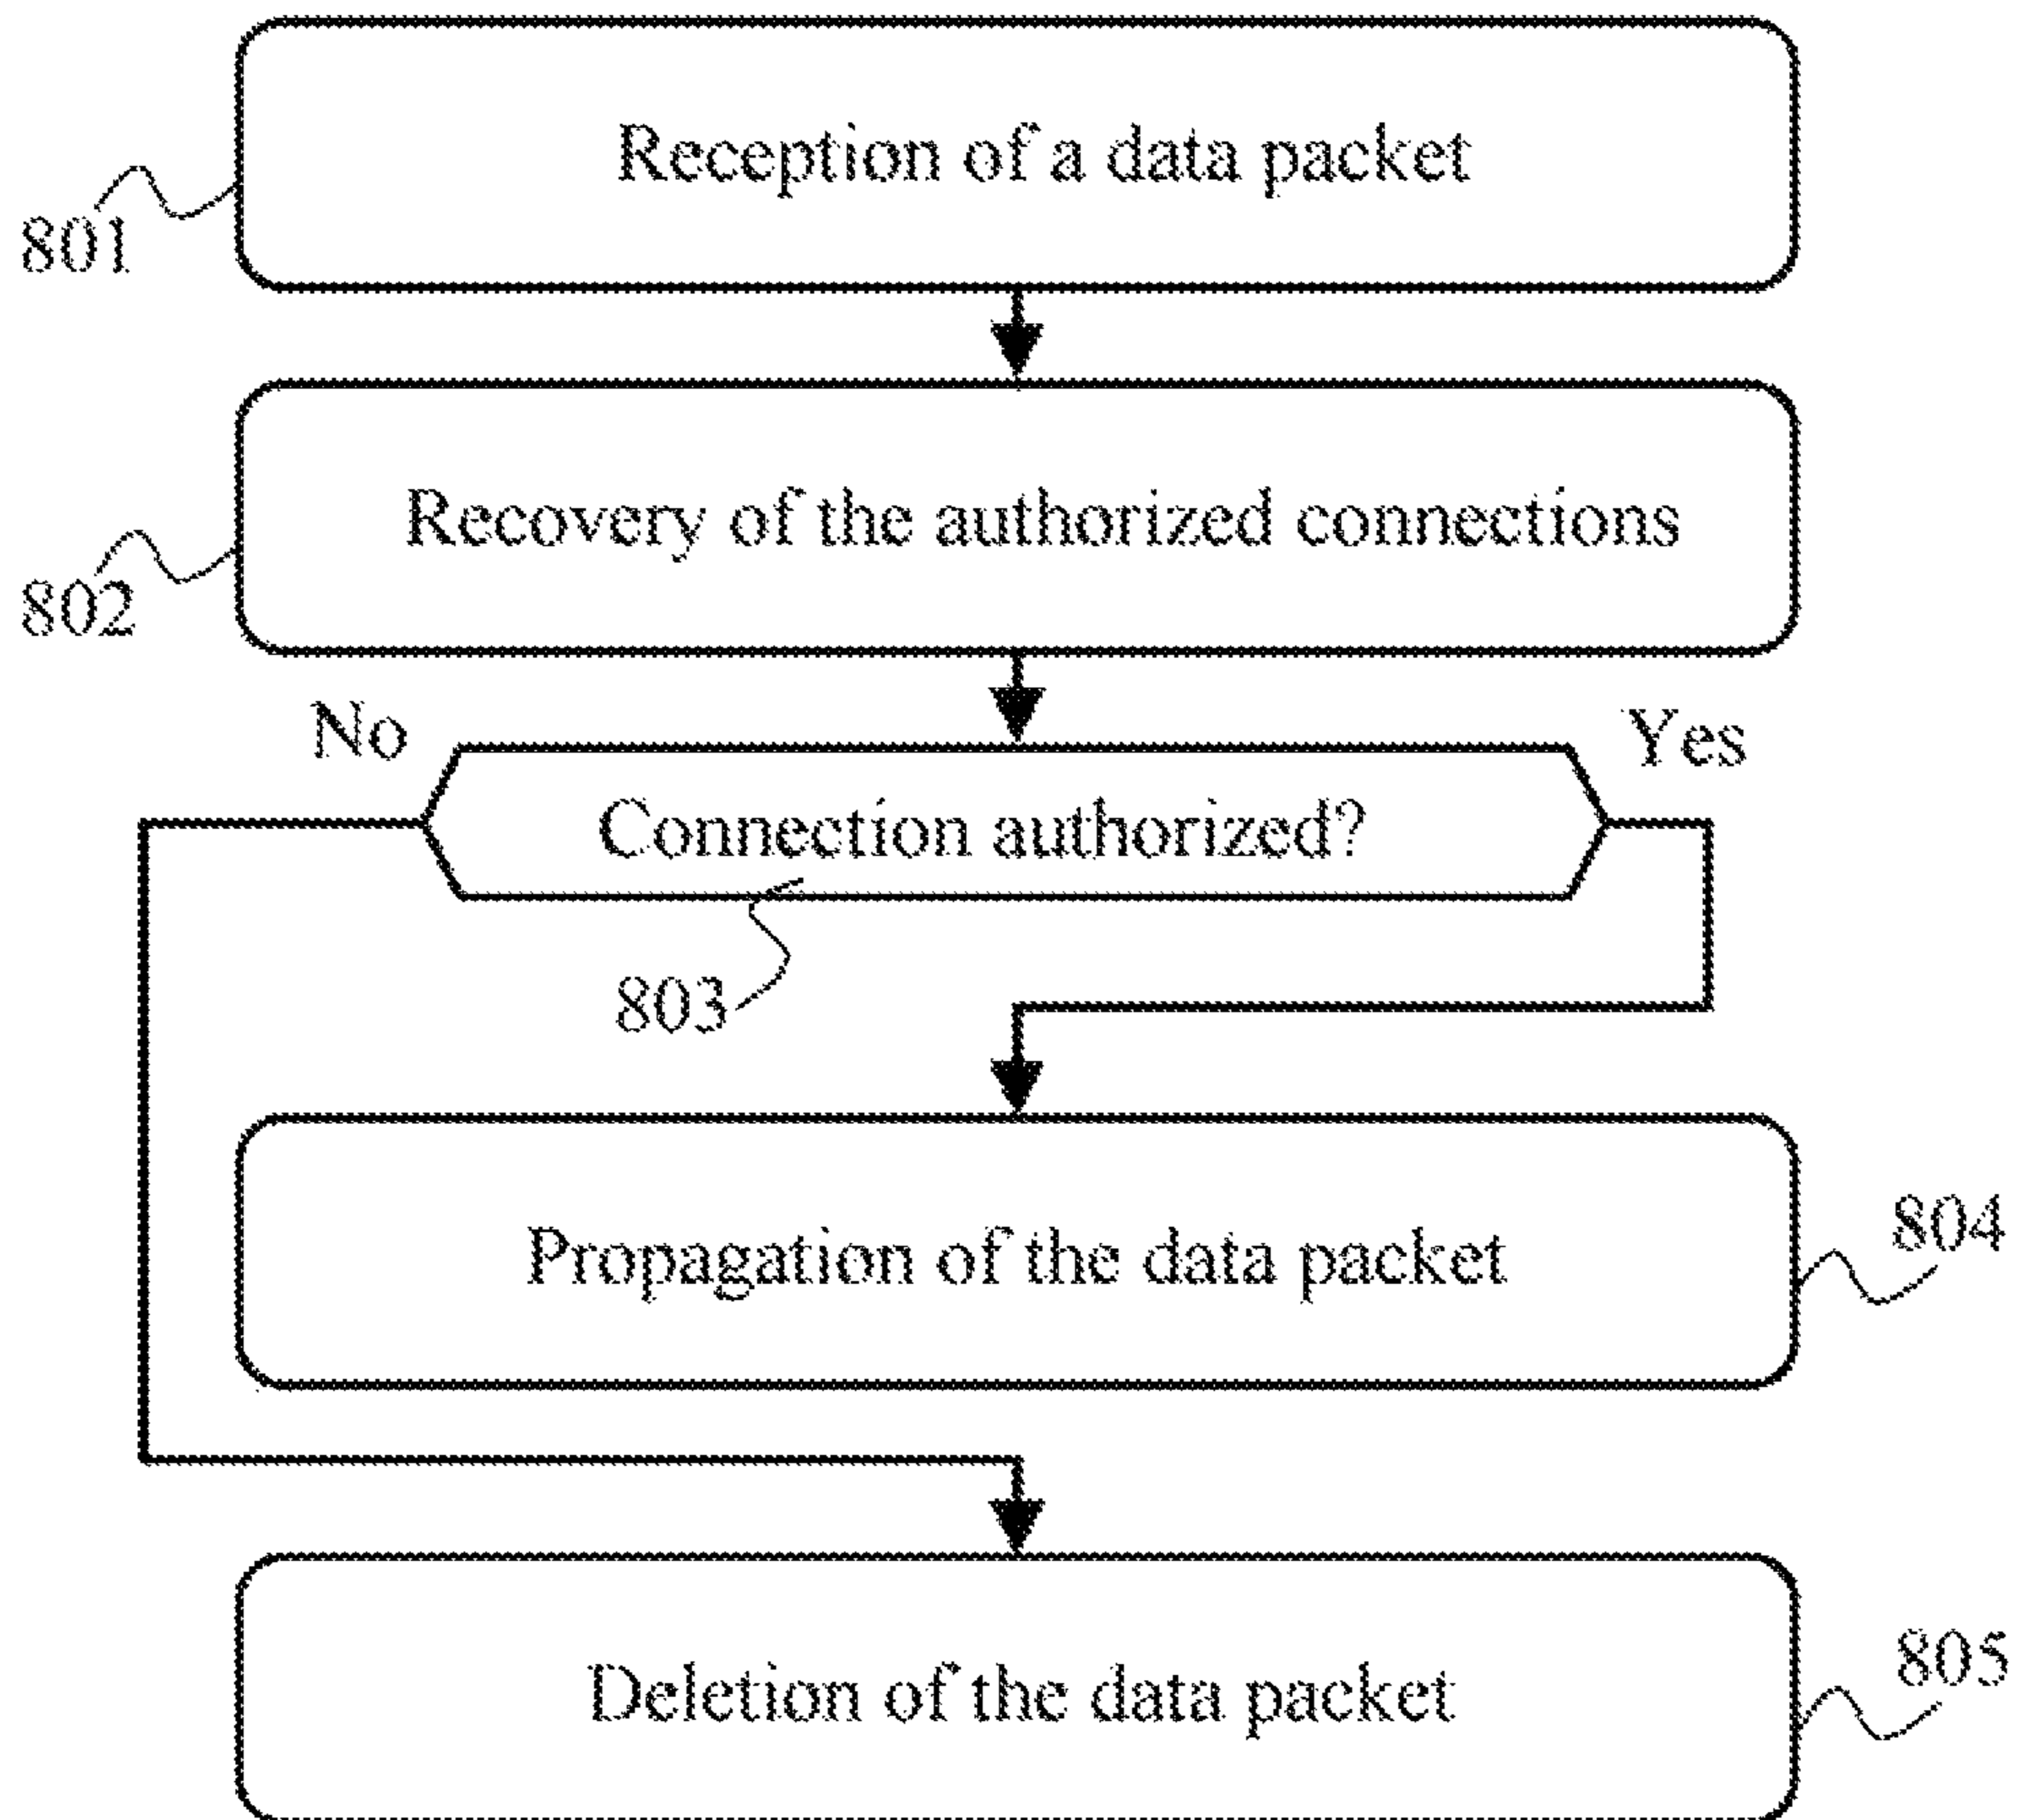 Reception of a data packet
801
Recovery of the authorized connections
802
No
Yes
Connection authorized?
803
Propagation of the data packet
804
Deletion of the data packet
805